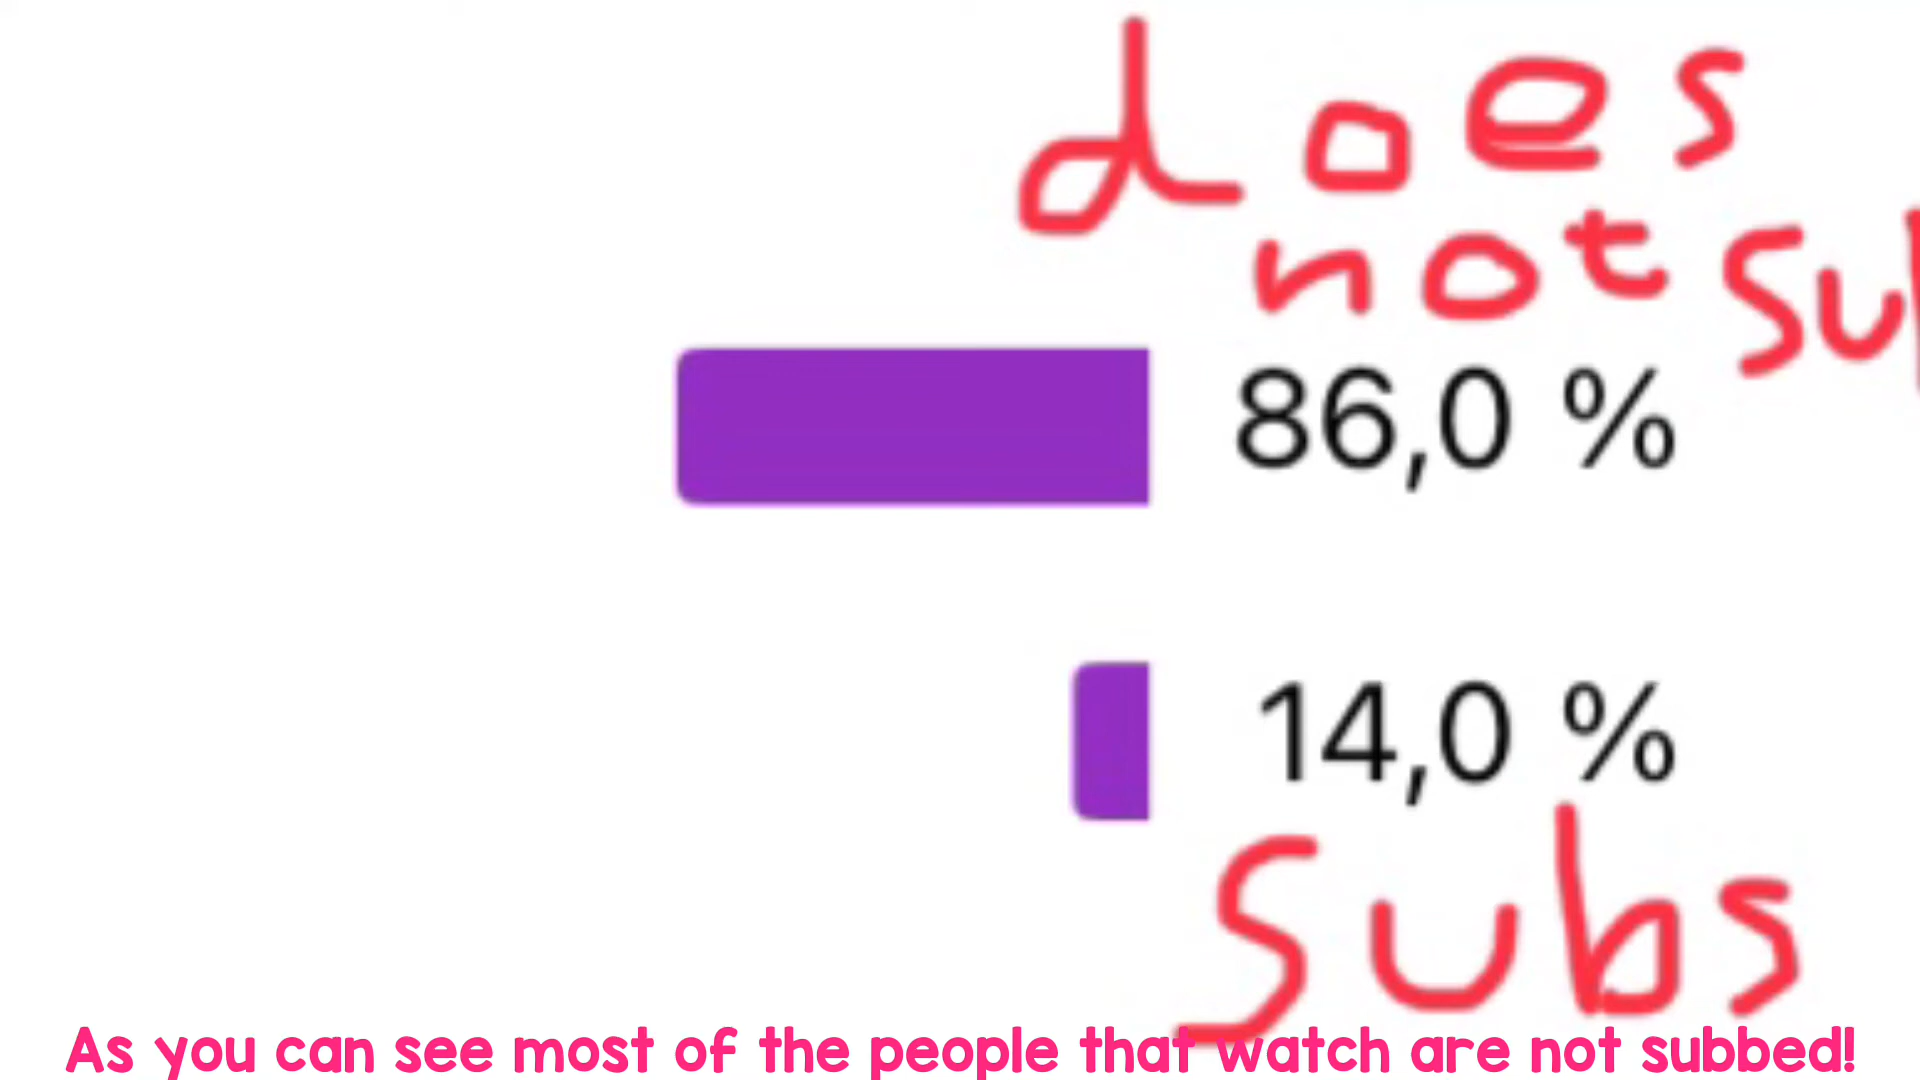 does
not su
86,0 %
14,0 %
subs
As you can see most of the people that watch are not subbed!